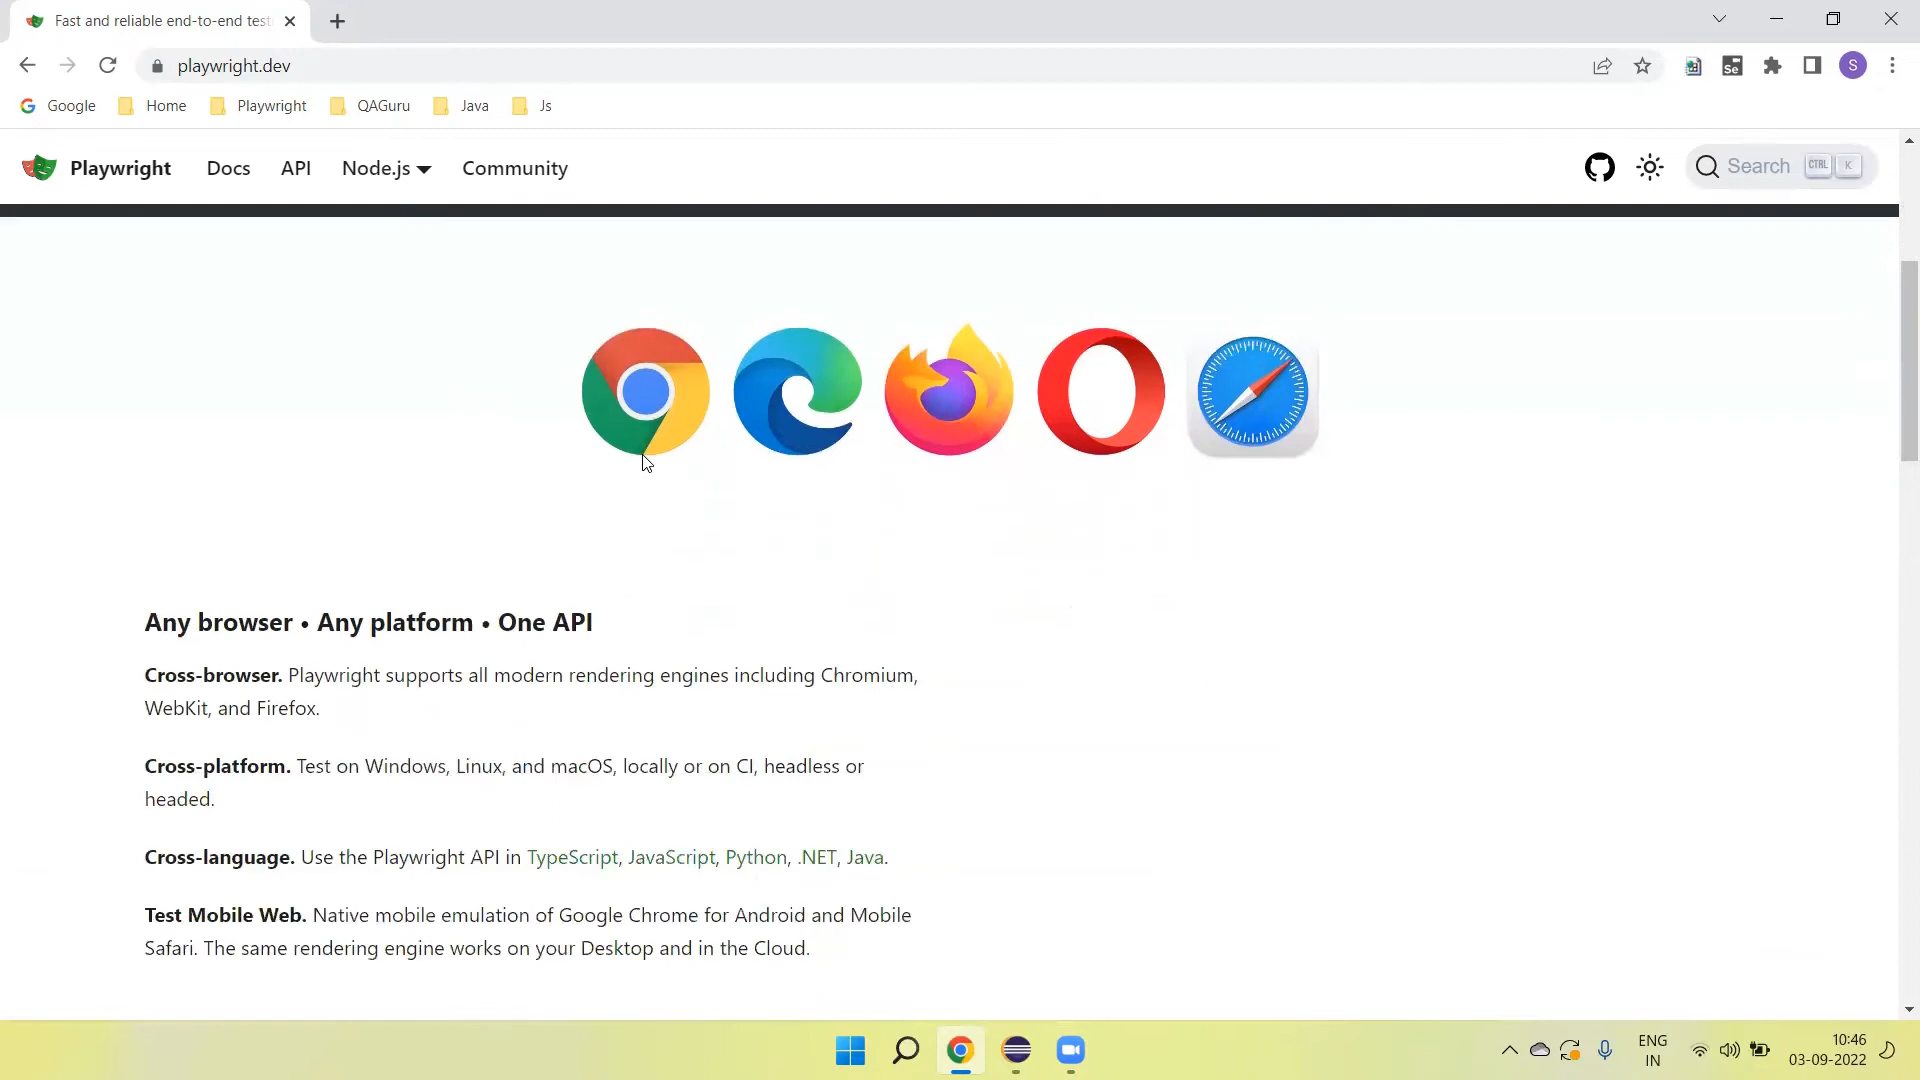 Fast and reliable end-to-end test
playwright.dev
Se
S
Google Home Playwright QAGuru Java Js
Playwright Docs API Node.js Community
Search CTRL K
Any browser • Any platform • One API
Cross-browser. Playwright supports all modern rendering engines including Chromium,
WebKit, and Firefox.
Cross-platform. Test on Windows, Linux, and macOS, locally or on CI, headless or
headed.
Cross-language. Use the Playwright API in TypeScript, JavaScript, Python, .NET, Java.
Test Mobile Web. Native mobile emulation of Google Chrome for Android and Mobile
Safari. The same rendering engine works on your Desktop and in the Cloud.
ENG
IN
10:46
03-09-2022